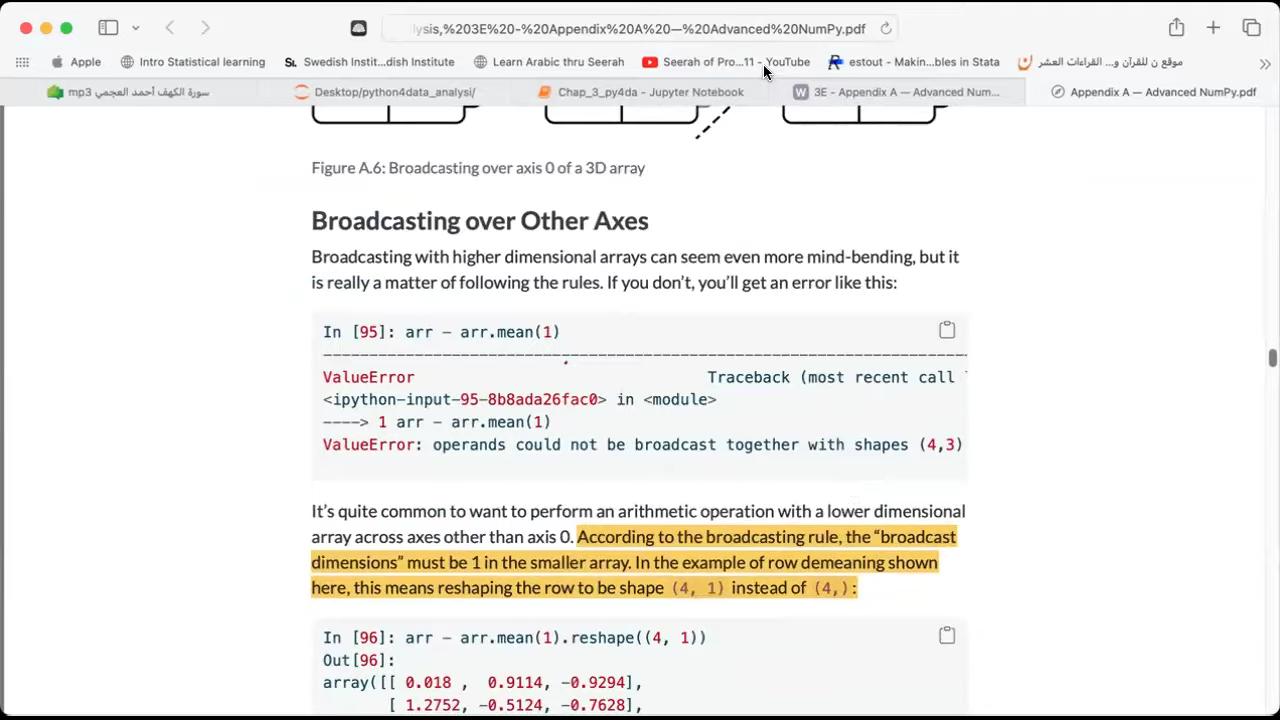 lysis,%203E%20-%20Appendix%20A%20—%20Advanced%20NumPy.pdf
Apple
Intro Statistical learning
Swedish Instit...dish Institute
Learn Arabic thru Seerah
Seerah of Pro...11 - YouTube
estout - Makin...bles in Stata
موقع ن للقرآن و... القراءات العشر
سورة الكهف أحمد العجمي mp3
Desktop/python4data_analysi/
Chap_3_py4da - Jupyter Notebook
3E - Appendix A — Advanced Num...
Appendix A — Advanced NumPy.pdf
Figure A.6: Broadcasting over axis 0 of a 3D array
Broadcasting over Other Axes
Broadcasting with higher dimensional arrays can seem even more mind-bending, but it
is really a matter of following the rules. If you don’t, you’ll get an error like this:
In [95]: arr - arr.mean(1)
---------------------------------------------------------------------------
ValueError Traceback (most recent call
<ipython-input-95-8b8ada26fac0> in <module>
----> 1 arr - arr.mean(1)
ValueError: operands could not be broadcast together with shapes (4,3)
It’s quite common to want to perform an arithmetic operation with a lower dimensional
array across axes other than axis 0. According to the broadcasting rule, the “broadcast
dimensions” must be 1 in the smaller array. In the example of row demeaning shown
here, this means reshaping the row to be shape (4, 1) instead of (4,):
In [96]: arr - arr.mean(1).reshape((4, 1))
Out[96]:
array([[ 0.018 , 0.9114, -0.9294],
[ 1.2752, -0.5124, -0.7628],